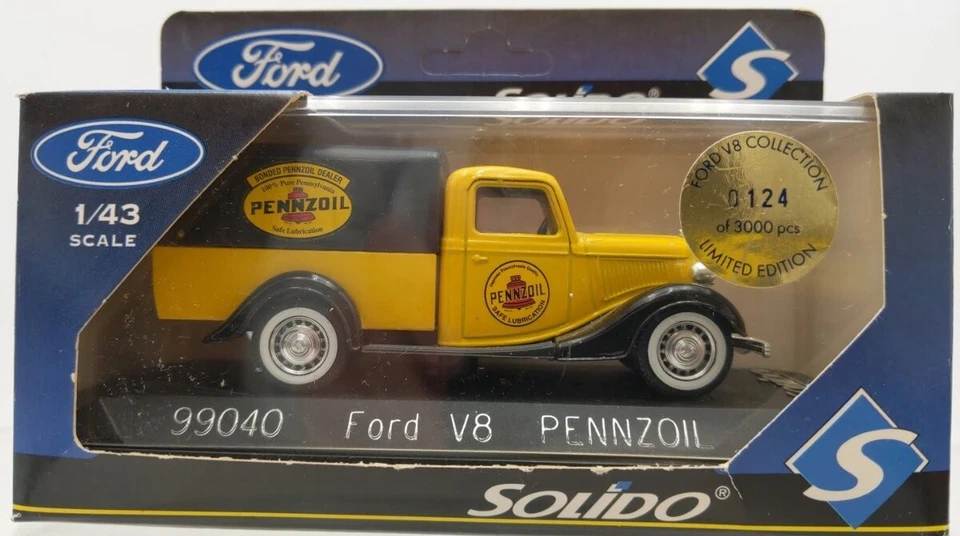 Ford
SOLIDO®
S
Ford
1/43
SCALE
BONDED PENNZOIL DEALER
100% Pure Pennsylvania
PENNZOIL
Safe Lubrication
PENNZOIL
SAFE LUBRICATION
FORD V8 COLLECTION
0124
of 3000 pcs
LIMITED EDITION
99040 Ford V8 PENNZOIL
S
SOLIDO®